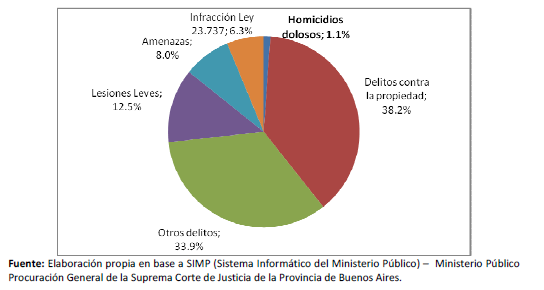 Infracción Ley
23.737; 6.3%
Homicidios
dolosos; 1.1%
Amenazas;
8.0%
Delitos contra
la propiedad;
38.2%
Lesiones Leves;
12.5%
Otros delitos;
33.9%
Fuente: Elaboración propia en base a SIMP (Sistema Informático del Ministerio Público) – Ministerio Público
Procuración General de la Suprema Corte de Justicia de la Provincia de Buenos Aires.